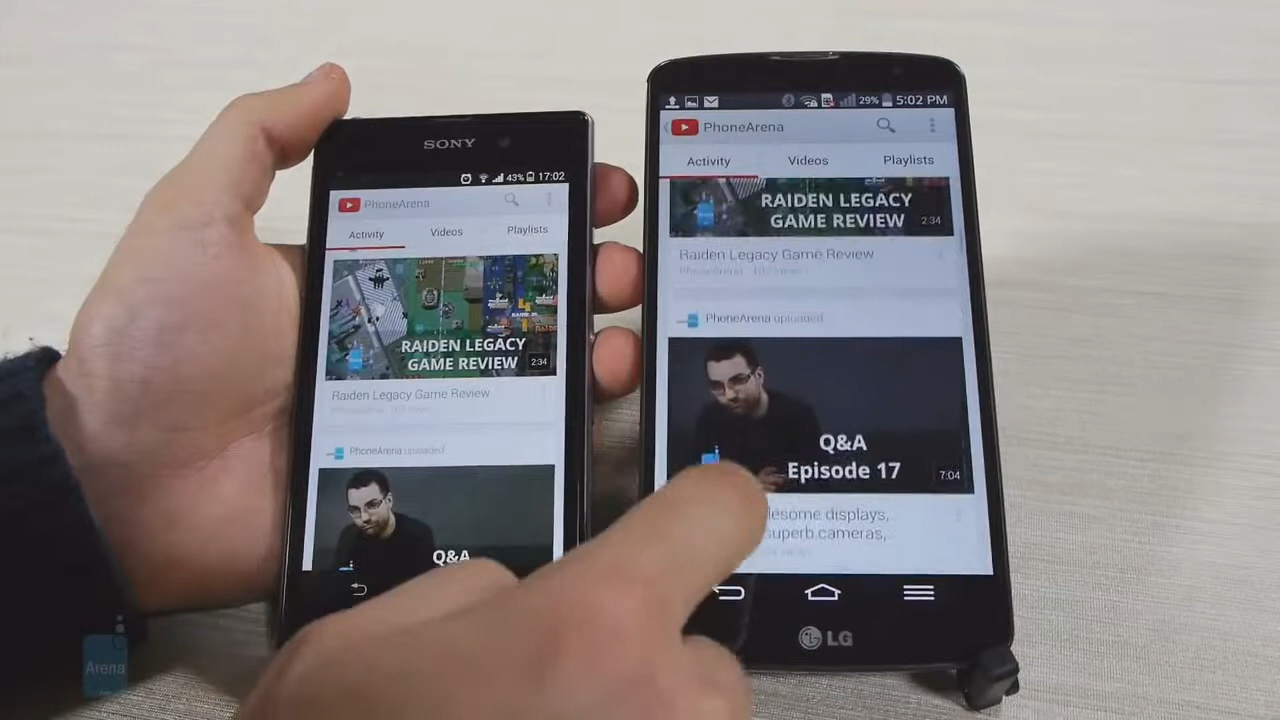 SONY
43% 17:02
PhoneArena
Activity Videos Playlists
RAIDEN LEGACY
GAME REVIEW
2:34
Raiden Legacy Game Review
PhoneArena uploaded
Q&A
29% 5:02 PM
PhoneArena
Activity Videos Playlists
RAIDEN LEGACY
GAME REVIEW
2:34
Raiden Legacy Game Review
PhoneArena uploaded
Q&A
Episode 17
7:04
displays,
superb cameras,
LG
Arena